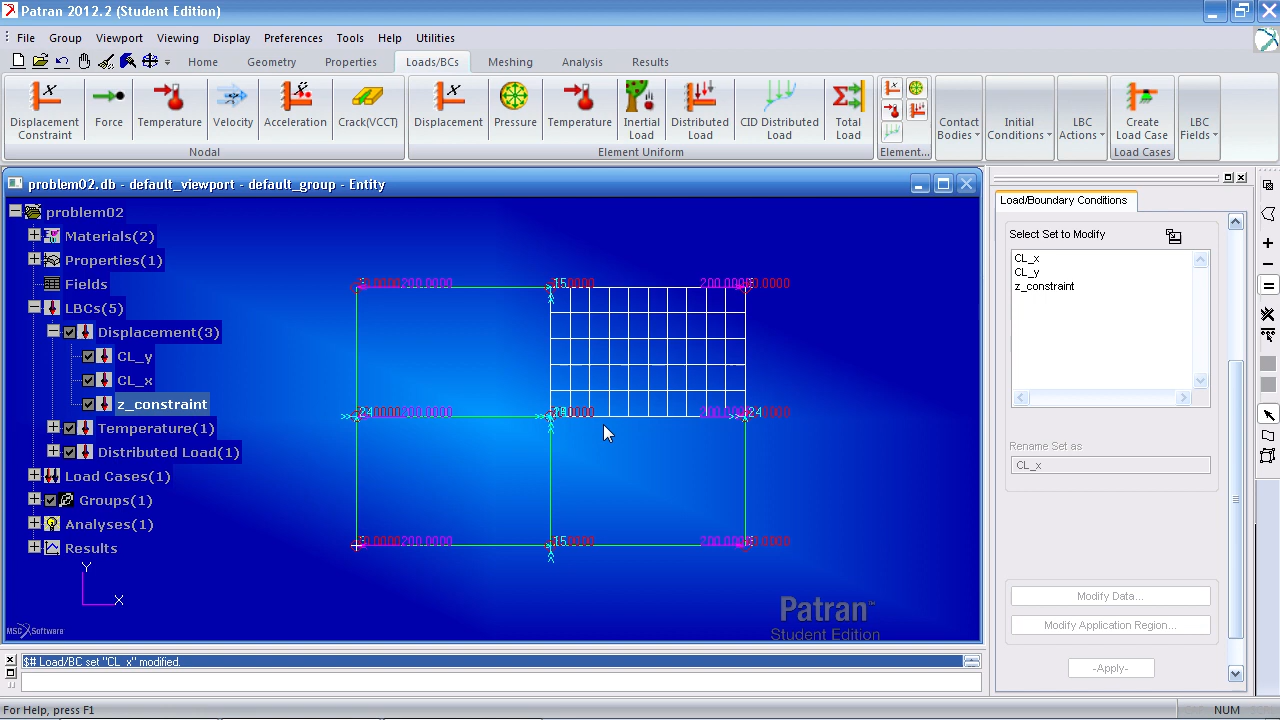 Patran 2012.2 (Student Edition)
File Group Viewport Viewing Display Preferences Tools Help Utilities
Home Geometry Properties Loads/BCs Meshing Analysis Results
Displacement Constraint
Force
Temperature
Velocity
Acceleration
Crack(VCCT)
Nodal
Displacement
Pressure
Temperature
Inertial Load
Distributed Load
CID Distributed Load
Total Load
Element Uniform
Element...
Contact Bodies
Initial Conditions
LBC Actions
Create Load Case
Load Cases
LBC Fields
problem02.db - default_viewport - default_group - Entity
problem02
Materials(2)
Properties(1)
Fields
LBCs(5)
Displacement(3)
CL_y
CL_x
z_constraint
Temperature(1)
Distributed Load(1)
Load Cases(1)
Groups(1)
Analyses(1)
Results
Y
X
MSC Software
Patran™
Student Edition
Load/Boundary Conditions
Select Set to Modify
CL_x
CL_y
z_constraint
Rename Set as
CL_x
Modify Data...
Modify Application Region...
-Apply-
$# Load/BC set "CL_x" modified.
For Help, press F1
NUM